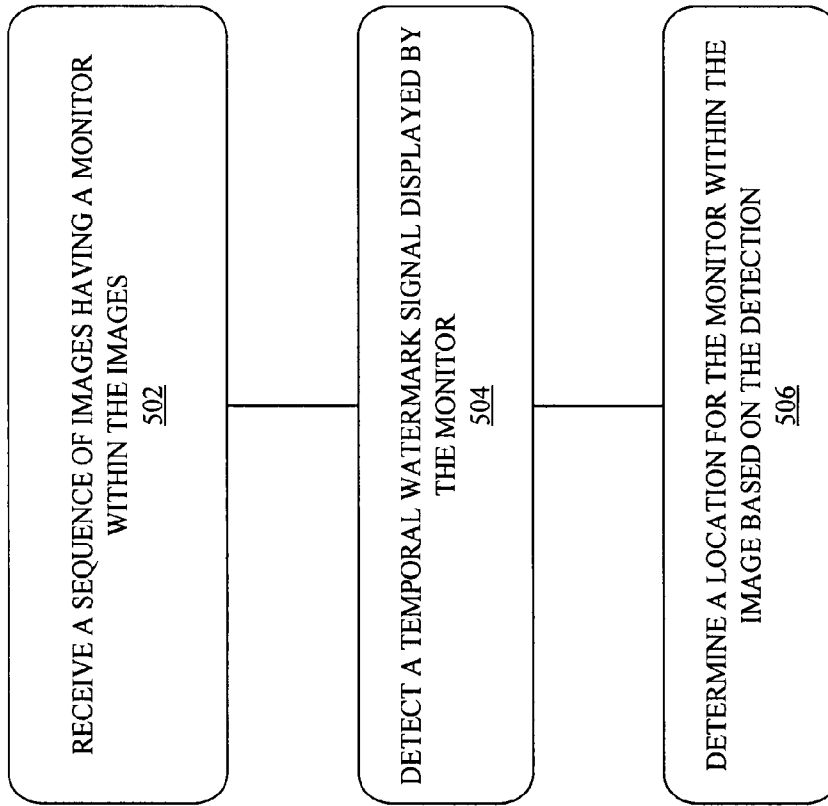 RECEIVE A SEQUENCE OF IMAGES HAVING A MONITOR
WITHIN THE IMAGES
502
DETECT A TEMPORAL WATERMARK SIGNAL DISPLAYED BY
THE MONITOR
504
DETERMINE A LOCATION FOR THE MONITOR WITHIN THE
IMAGE BASED ON THE DETECTION
506